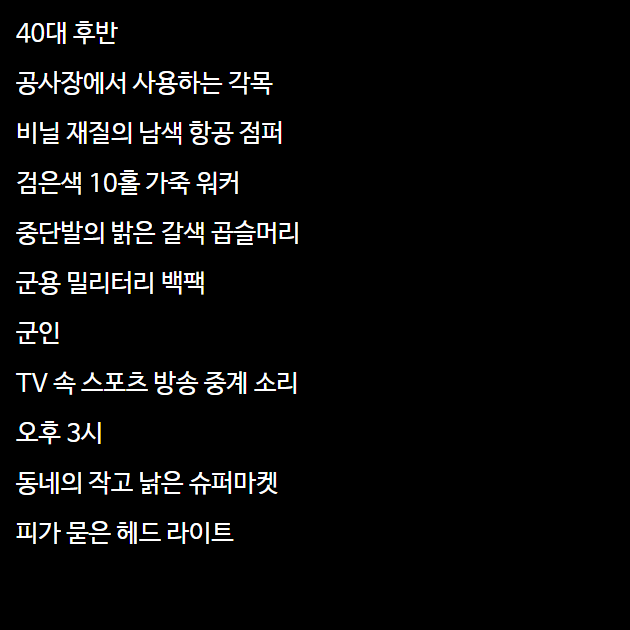 40대 후반
공사장에서 사용하는 각목
비닐 재질의 남색 항공 점퍼
검은색 10홀 가죽 워커
중단발의 밝은 갈색 곱슬머리
군용 밀리터리 백팩
군인
TV 속 스포츠 방송 중계 소리
오후 3시
동네의 작고 낡은 슈퍼마켓
피가 묻은 헤드 라이트